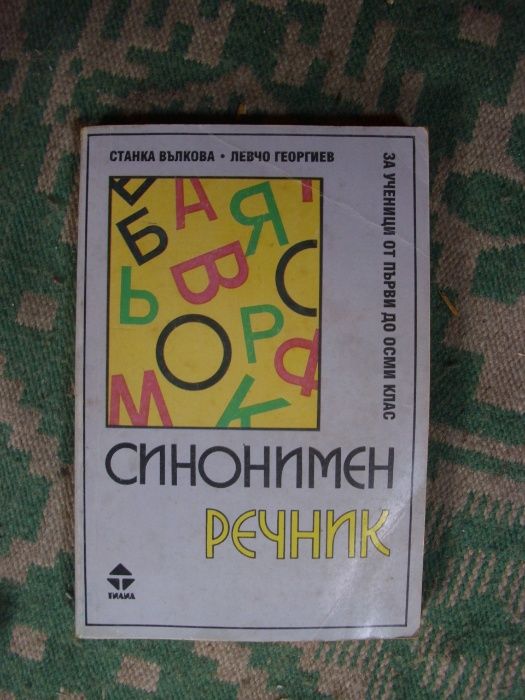 СТАНКА ВЪЛКОВА • ЛЕВЧО ГЕОРГИЕВ
ЗА УЧЕНИЦИ ОТ ПЪРВИ ДО ОСМИ КЛАС
СИНОНИМЕН
РЕЧНИК